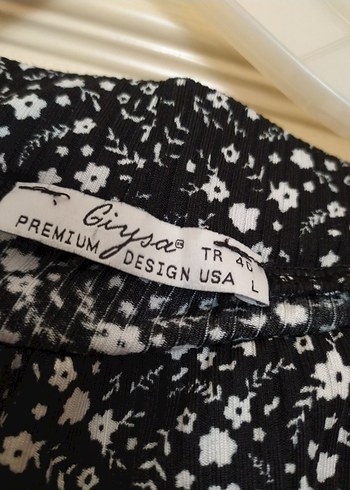 Giysa®
PREMIUM DESIGN
TR 40
USA L